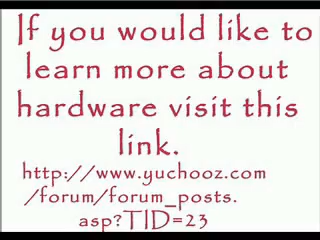 If you would like to
learn more about
hardware visit this
link.
http://www.yuchooz.com
/forum/forum_posts.
asp?TID=23